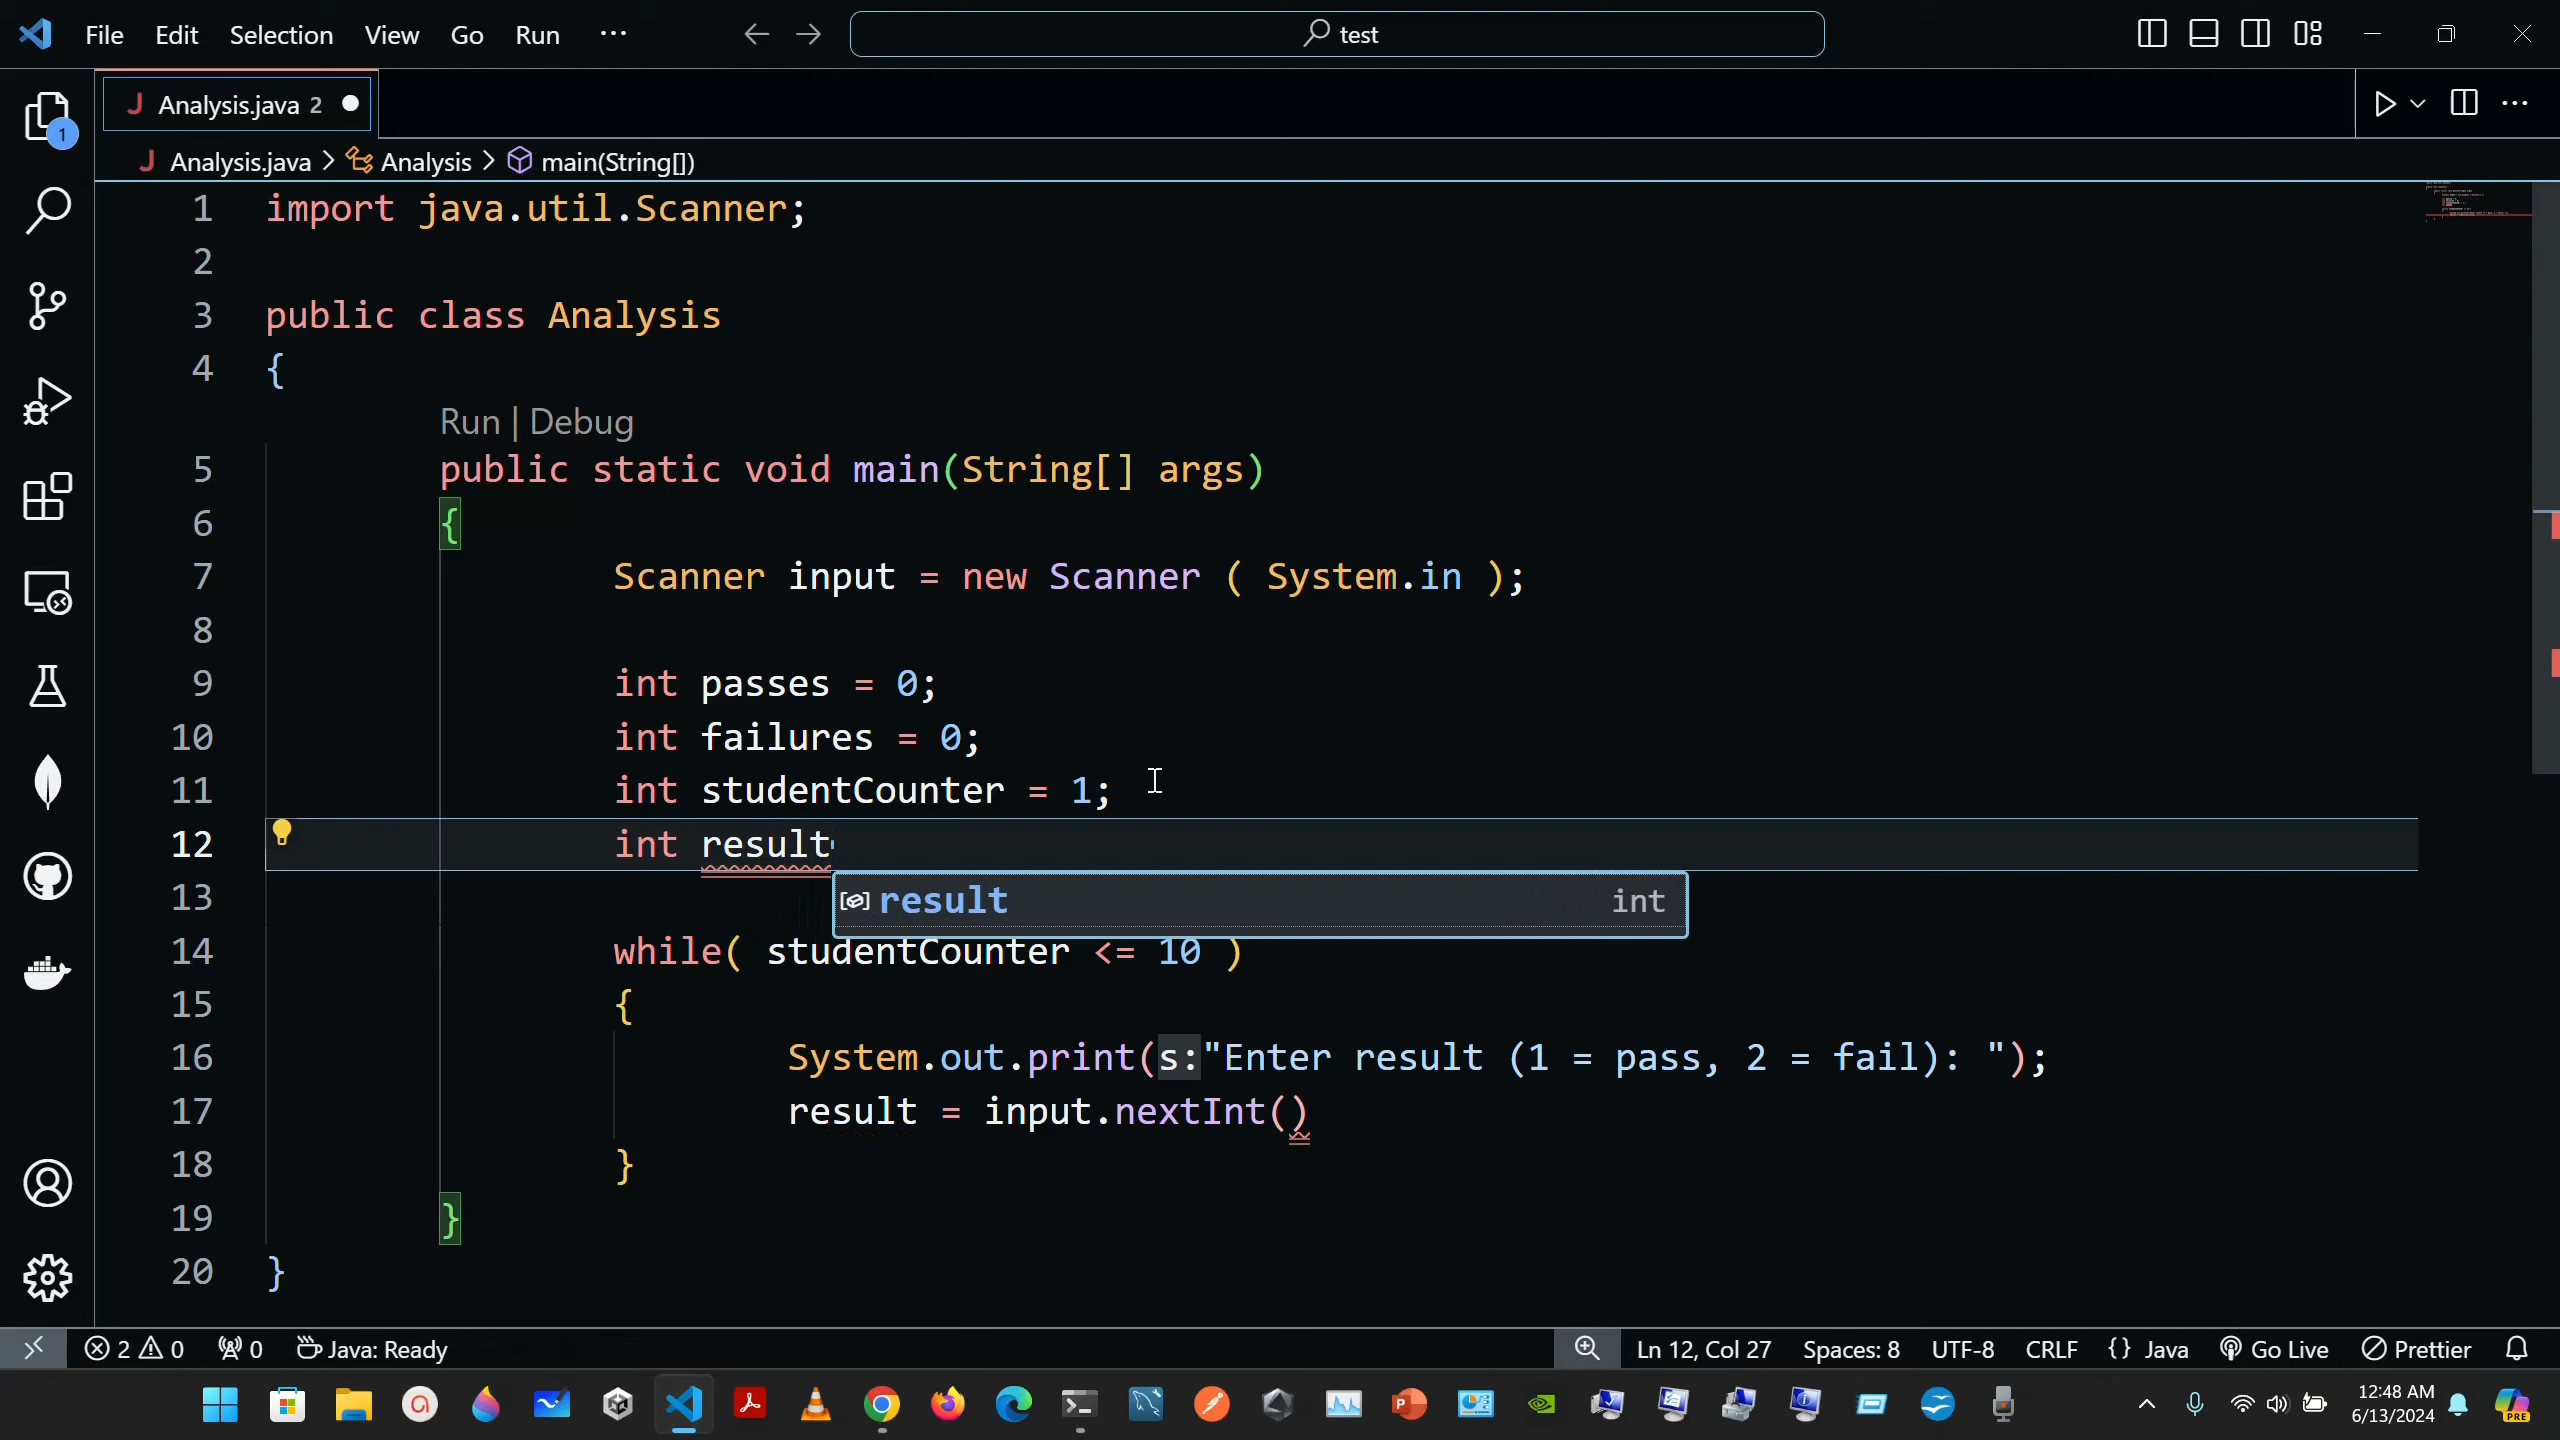 File Edit Selection View Go Run ··· test
Analysis.java 2
Analysis.java > Analysis > main(String[])
1 import java.util.Scanner;
2
3 public class Analysis
4 {
Run | Debug
5 public static void main(String[] args)
6 {
7 Scanner input = new Scanner ( System.in );
8
9 int passes = 0;
10 int failures = 0;
11 int studentCounter = 1;
12 int result
13
result int
14 while( studentCounter <= 10 )
15 {
16 System.out.print(s:"Enter result (1 = pass, 2 = fail): ");
17 result = input.nextInt()
18 }
19 }
20 }
1
2 0 0 Java: Ready Ln 12, Col 27 Spaces: 8 UTF-8 CRLF {} Java Go Live Prettier
12:48 AM
6/13/2024
PRE